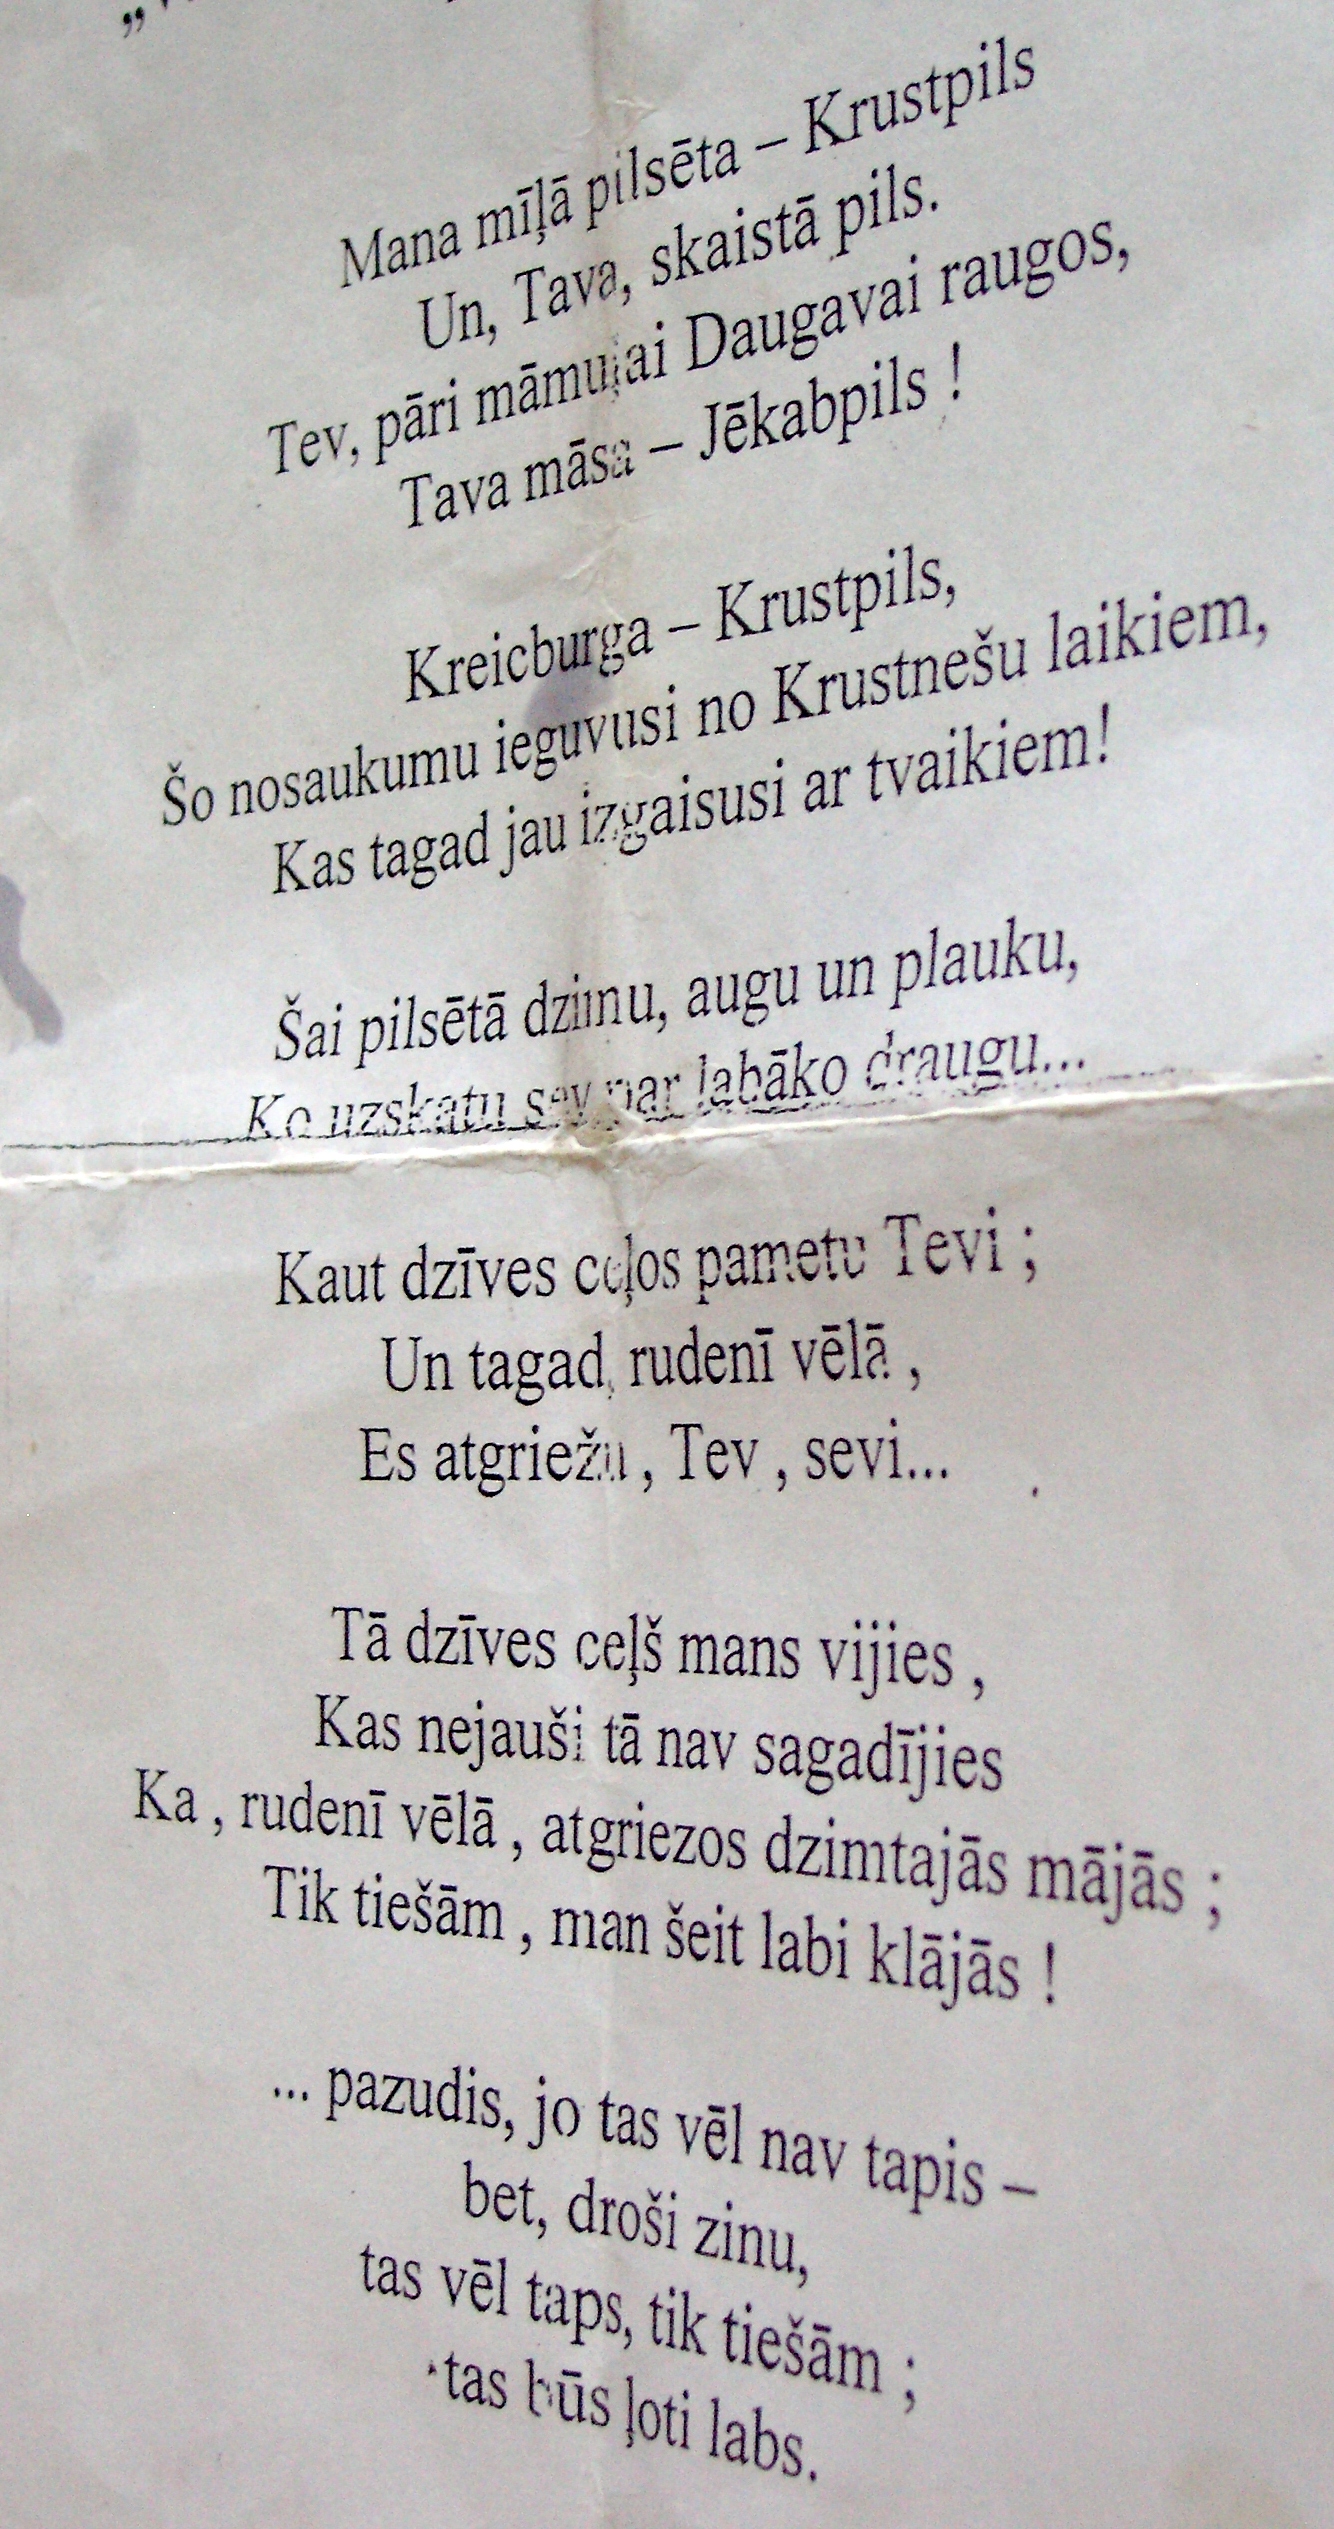 Mana mīļā pilsēta – Krustpils
Un, Tava, skaistā pils.
Tev, pāri māmuļai Daugavai raugos,
Tava māsa – Jēkabpils !
Kreicburga – Krustpils,
Šo nosaukumu ieguvusi no Krustnešu laikiem,
Kas tagad jau izgaisusi ar tvaikiem!
Šai pilsētā dzimu, augu un plauku,
Ko uzskatu sev par labāko draugu...
Kaut dzīves ceļos pametu Tevi ;
Un tagad, rudenī vēlā ,
Es atgriežu , Tev , sevi...
Tā dzīves ceļš mans vijies ,
Kas nejauši tā nav sagadījies
Ka , rudenī vēlā , atgriezos dzimtajās mājās ;
Tik tiešām , man šeit labi klājās !
... pazudis, jo tas vēl nav tapis –
bet, droši zinu,
tas vēl taps, tik tiešām ;
tas būs ļoti labs.